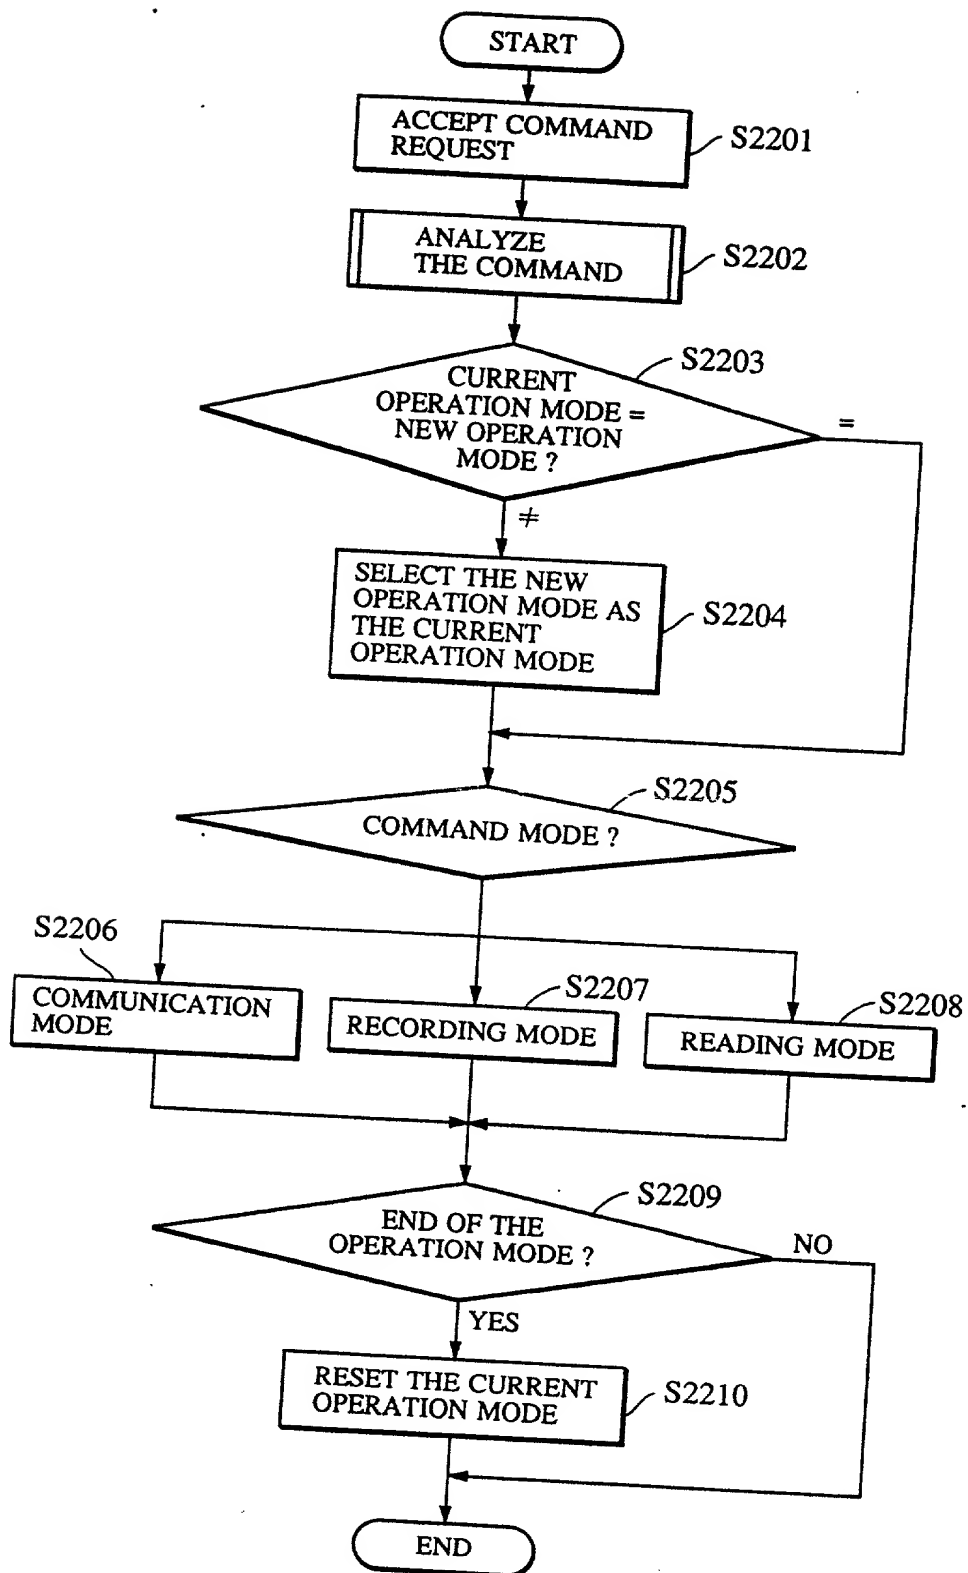 START
ACCEPT COMMAND
REQUEST
S2201
ANALYZE
THE COMMAND
S2202
S2203
CURRENT
OPERATION MODE =
NEW OPERATION
MODE ?
=
≠
SELECT THE NEW
OPERATION MODE AS
THE CURRENT
OPERATION MODE
S2204
S2205
COMMAND MODE ?
S2206
COMMUNICATION
MODE
S2207
RECORDING MODE
S2208
READING MODE
S2209
END OF THE
OPERATION MODE ?
NO
YES
RESET THE CURRENT
OPERATION MODE
S2210
END